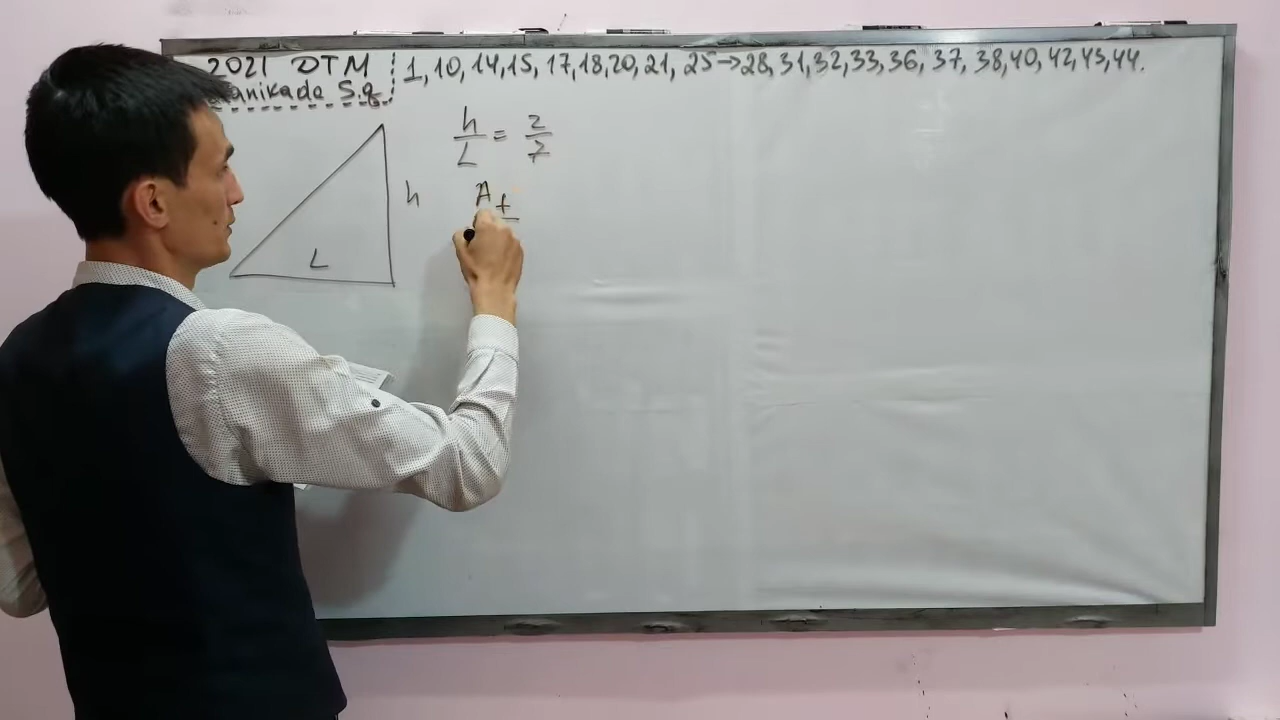 2021 DTM
S.q
1, 10, 14, 15, 17, 18, 20, 21, 25→28, 31, 32, 33, 36, 37, 38, 40, 42, 43, 44.
h/L = 2/7
h
A f
L